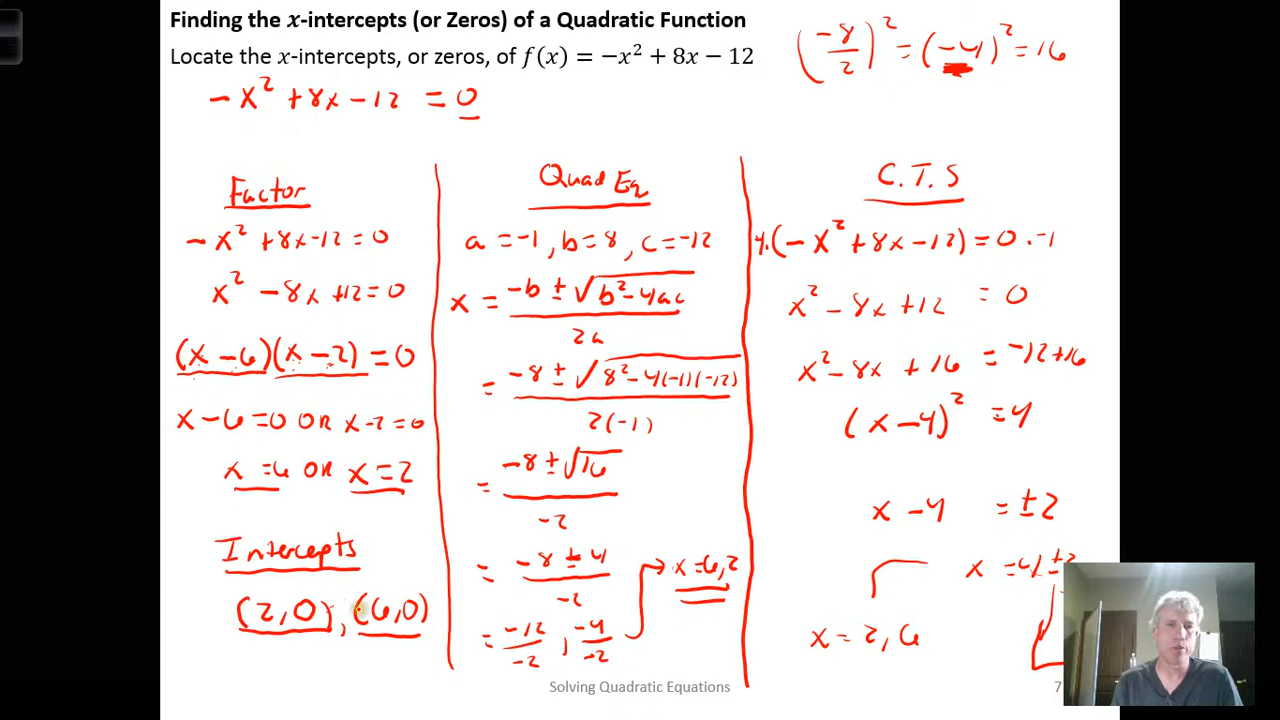 Finding the x-intercepts (or Zeros) of a Quadratic Function
Locate the x-intercepts, or zeros, of f(x) = −x² + 8x − 12
(-8/2)² = (-4)² = 16
-x² + 8x - 12 = 0
Factor
-x² + 8x - 12 = 0
x² - 8x + 12 = 0
(x - 6)(x - 2) = 0
x - 6 = 0 OR x - 2 = 0
x = 6 OR x = 2
Intercepts
(2,0), (6,0)
Quad Eq
a = -1, b = 8, c = -12
x = (-b ± √(b² - 4ac)) / 2a
= (-8 ± √(8² - 4(-1)(-12))) / 2(-1)
= (-8 ± √16) / -2
= (-8 ± 4) / -2
= -12/-2, -4/-2
x = 6, 2
C.T.S
(-x² + 8x - 12) = 0 · -1
x² - 8x + 12 = 0
x² - 8x + 16 = -12 + 16
(x - 4)² = 4
x - 4 = ± 2
x = 4 ± 2
x = 2, 6
Solving Quadratic Equations
7